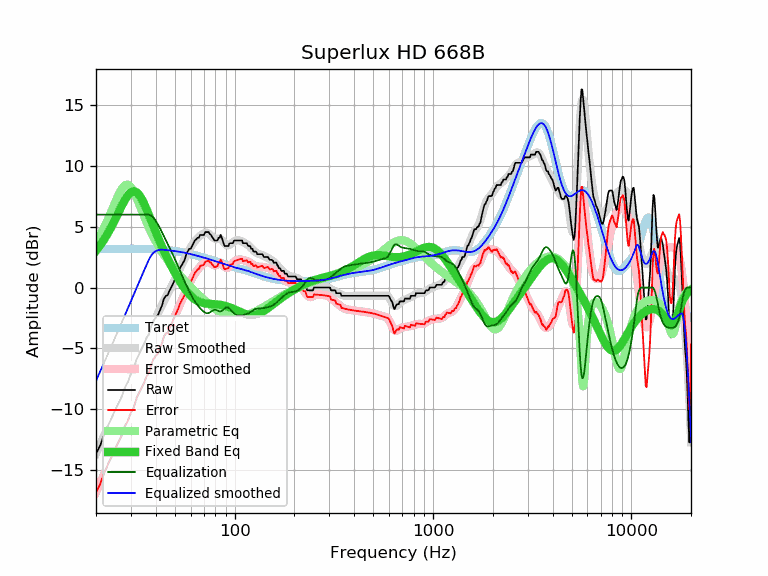 Superlux HD 668B
Amplitude (dBr)
15
10
5
0
−5
−10
−15
Target
Raw Smoothed
Error Smoothed
Raw
Error
Parametric Eq
Fixed Band Eq
Equalization
Equalized smoothed
100 1000 10000
Frequency (Hz)